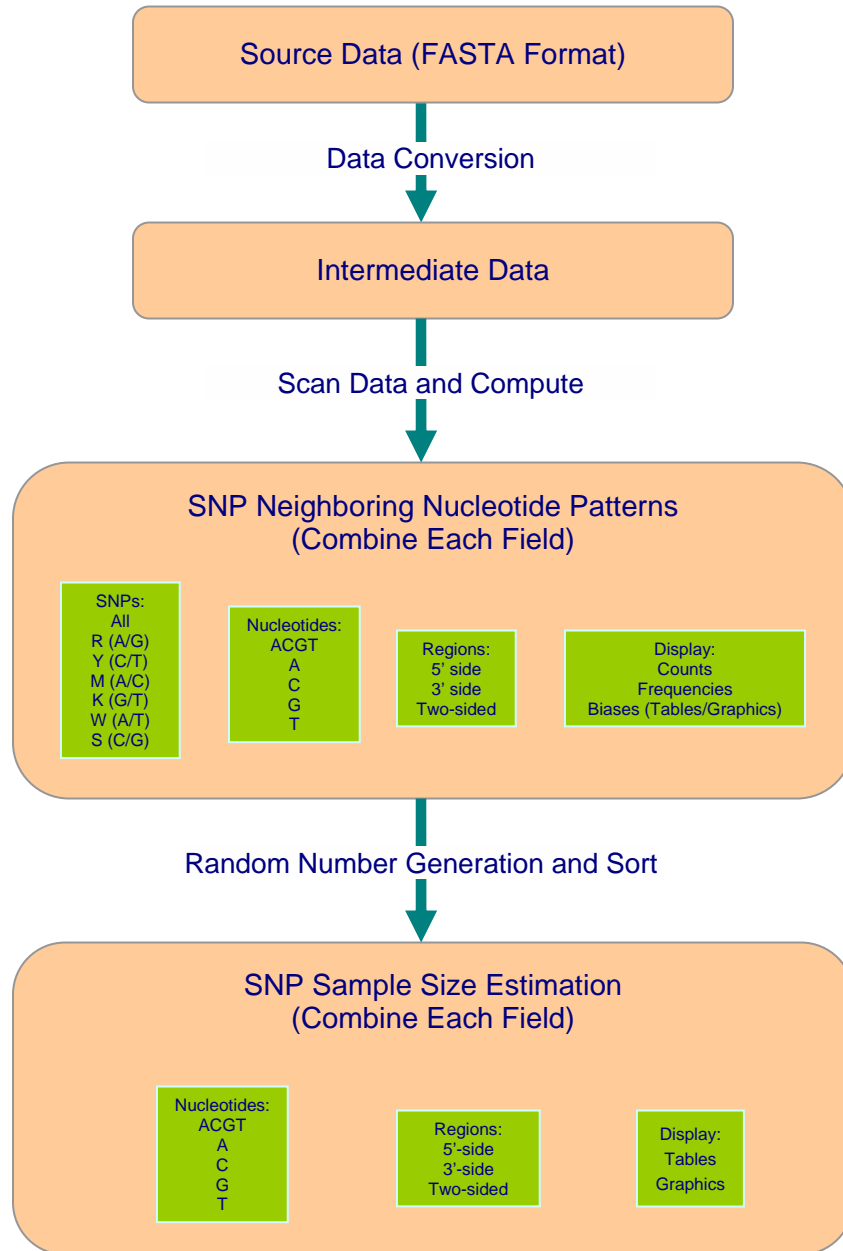 Source Data (FASTA Format)
Data Conversion
Intermediate Data
Scan Data and Compute
SNP Neighboring Nucleotide Patterns
(Combine Each Field)
SNPs:
All
R (A/G)
Y (C/T)
M (A/C)
K (G/T)
W (A/T)
S (C/G)
Nucleotides:
ACGT
A
C
G
T
Regions:
5’ side
3’ side
Two-sided
Display:
Counts
Frequencies
Biases (Tables/Graphics)
Random Number Generation and Sort
SNP Sample Size Estimation
(Combine Each Field)
Nucleotides:
ACGT
A
C
G
T
Regions:
5’-side
3’-side
Two-sided
Display:
Tables
Graphics